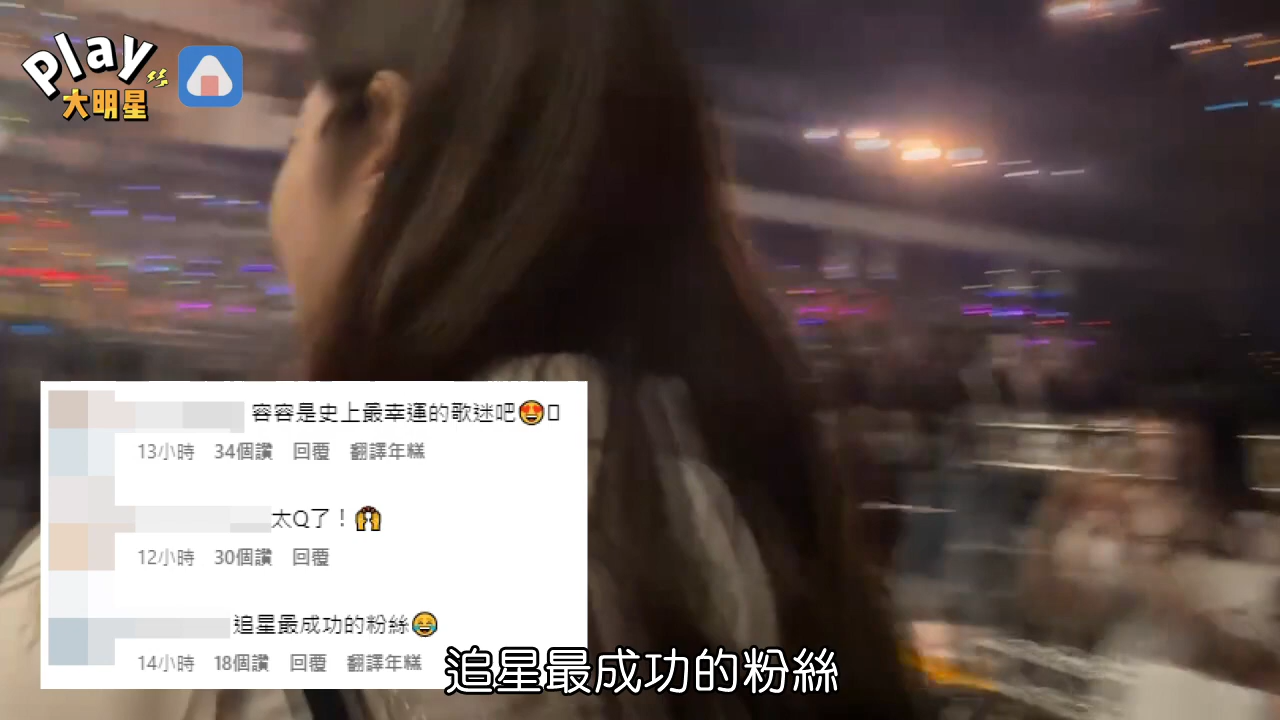 Play
大明星
容容是史上最幸運的歌迷吧😍
13小時 34個讚 回覆 翻譯年糕
太Q了！🙌
12小時 30個讚 回覆
追星最成功的粉絲😂
14小時 18個讚 回覆 翻譯年糕
追星最成功的粉絲